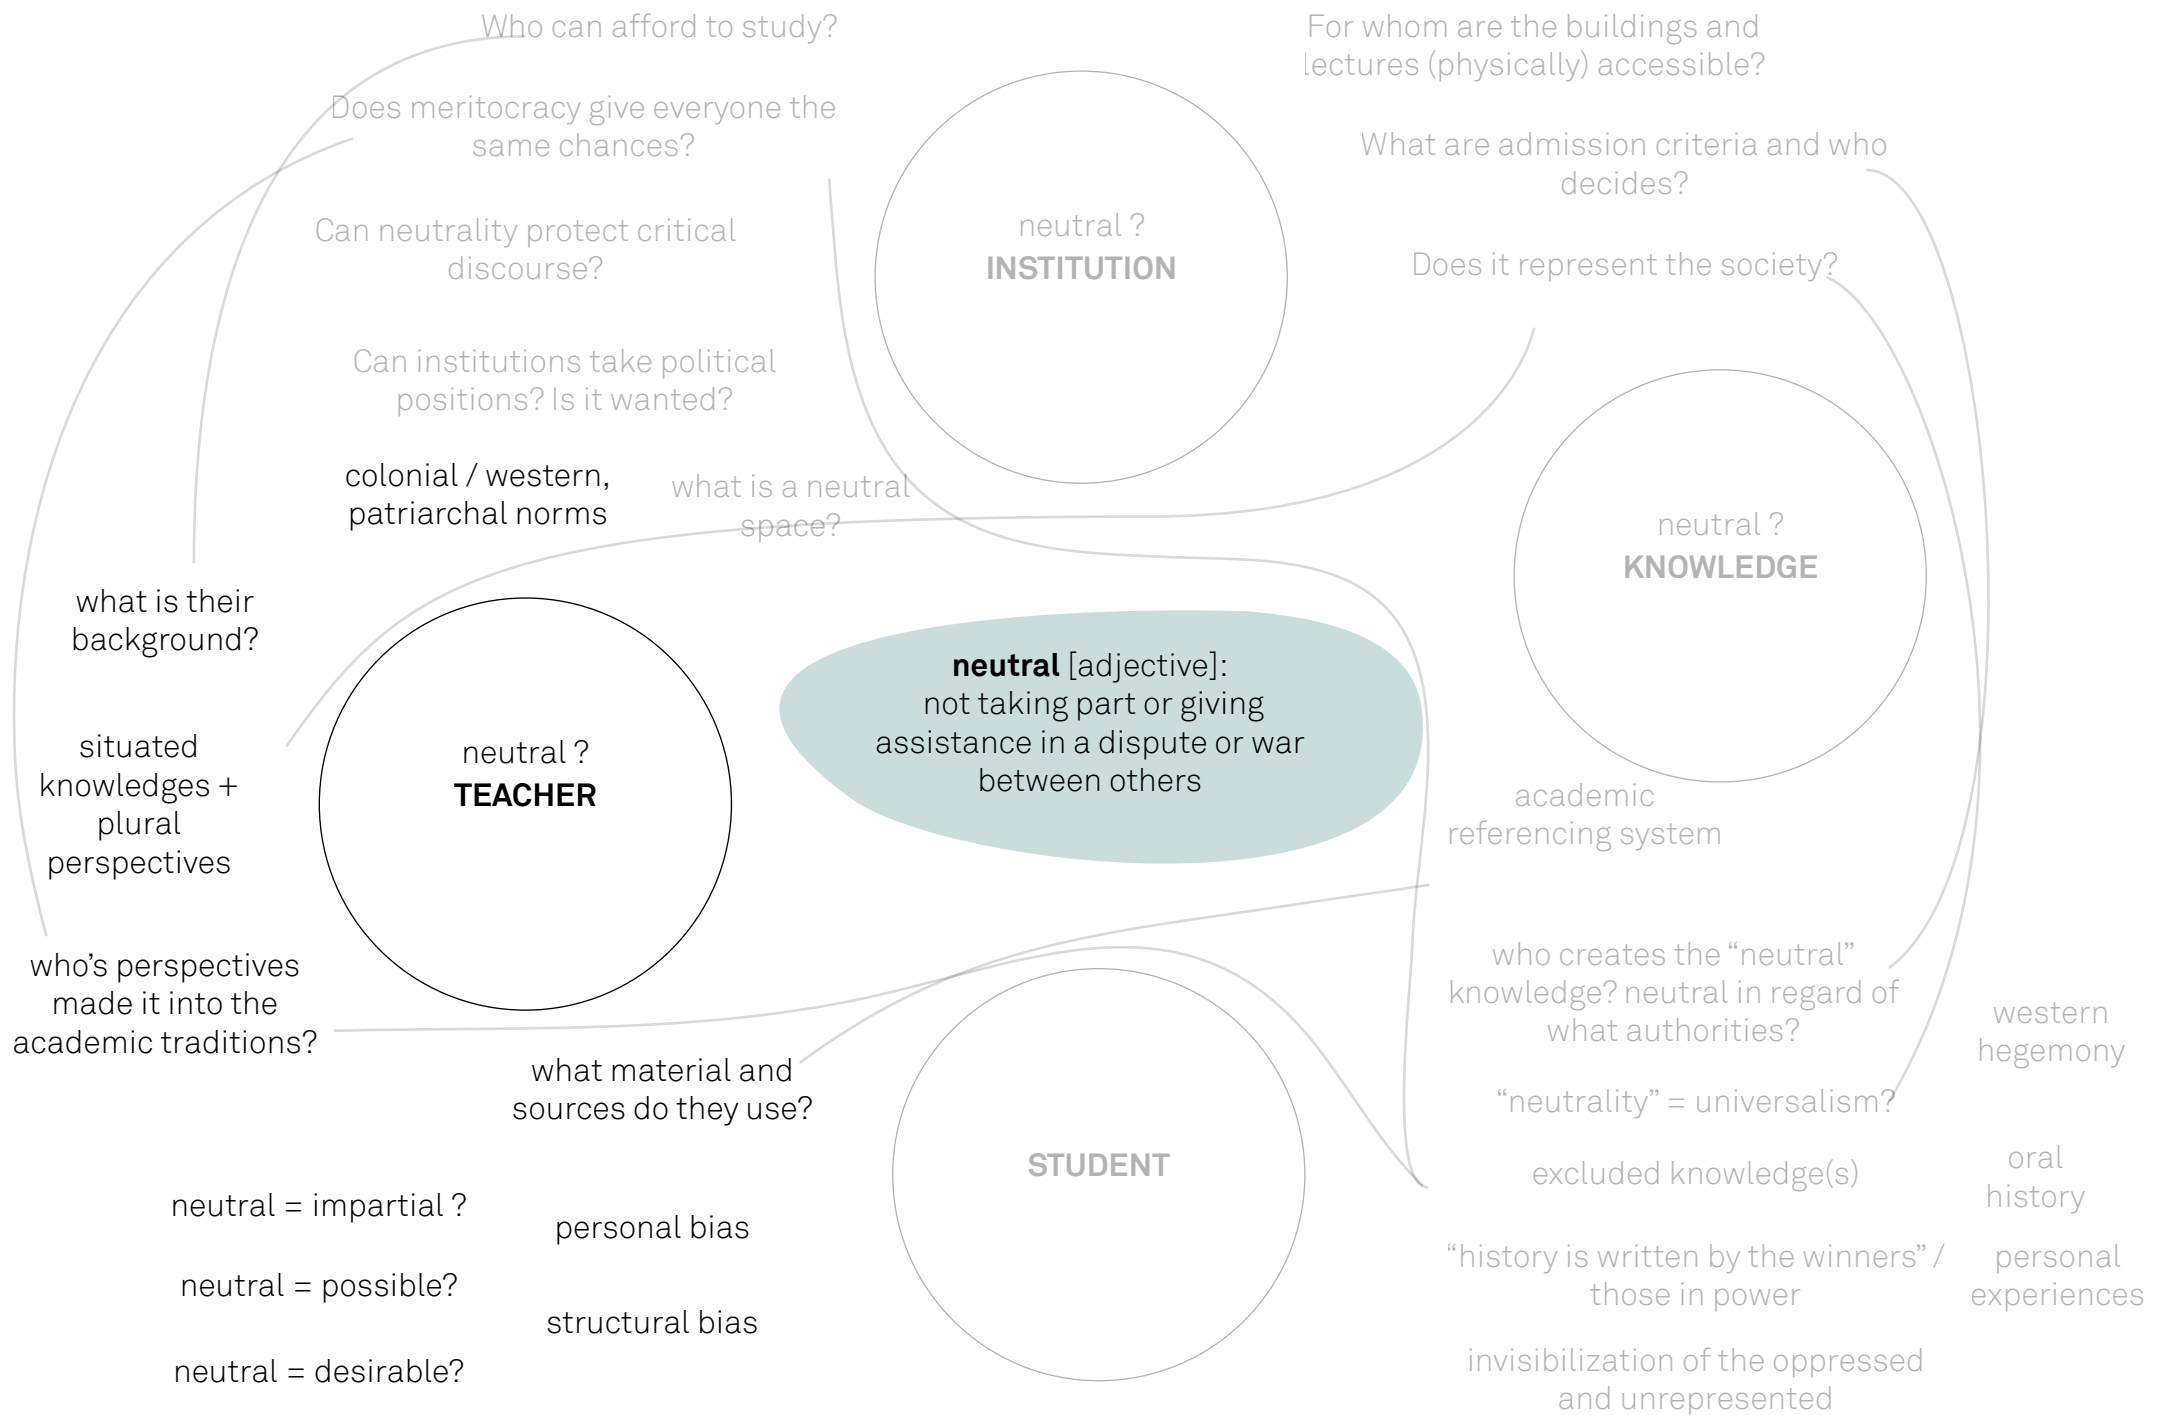 Who can afford to study?
Does meritocracy give everyone the
same chances?
Can neutrality protect critical
discourse?
Can institutions take political
positions? Is it wanted?
colonial / western,
patriarchal norms
what is a neutral
space?
neutral ?
INSTITUTION
For whom are the buildings and
lectures (physically) accessible?
What are admission criteria and who
decides?
Does it represent the society?
neutral ?
KNOWLEDGE
what is their
background?
situated
knowledges +
plural
perspectives
who’s perspectives
made it into the
academic traditions?
neutral ?
TEACHER
neutral [adjective]:
not taking part or giving
assistance in a dispute or war
between others
what material and
sources do they use?
neutral = impartial ?
neutral = possible?
neutral = desirable?
personal bias
structural bias
STUDENT
academic
referencing system
who creates the “neutral”
knowledge? neutral in regard of
what authorities?
“neutrality” = universalism?
excluded knowledge(s)
“history is written by the winners” /
those in power
invisibilization of the oppressed
and unrepresented
western
hegemony
oral
history
personal
experiences